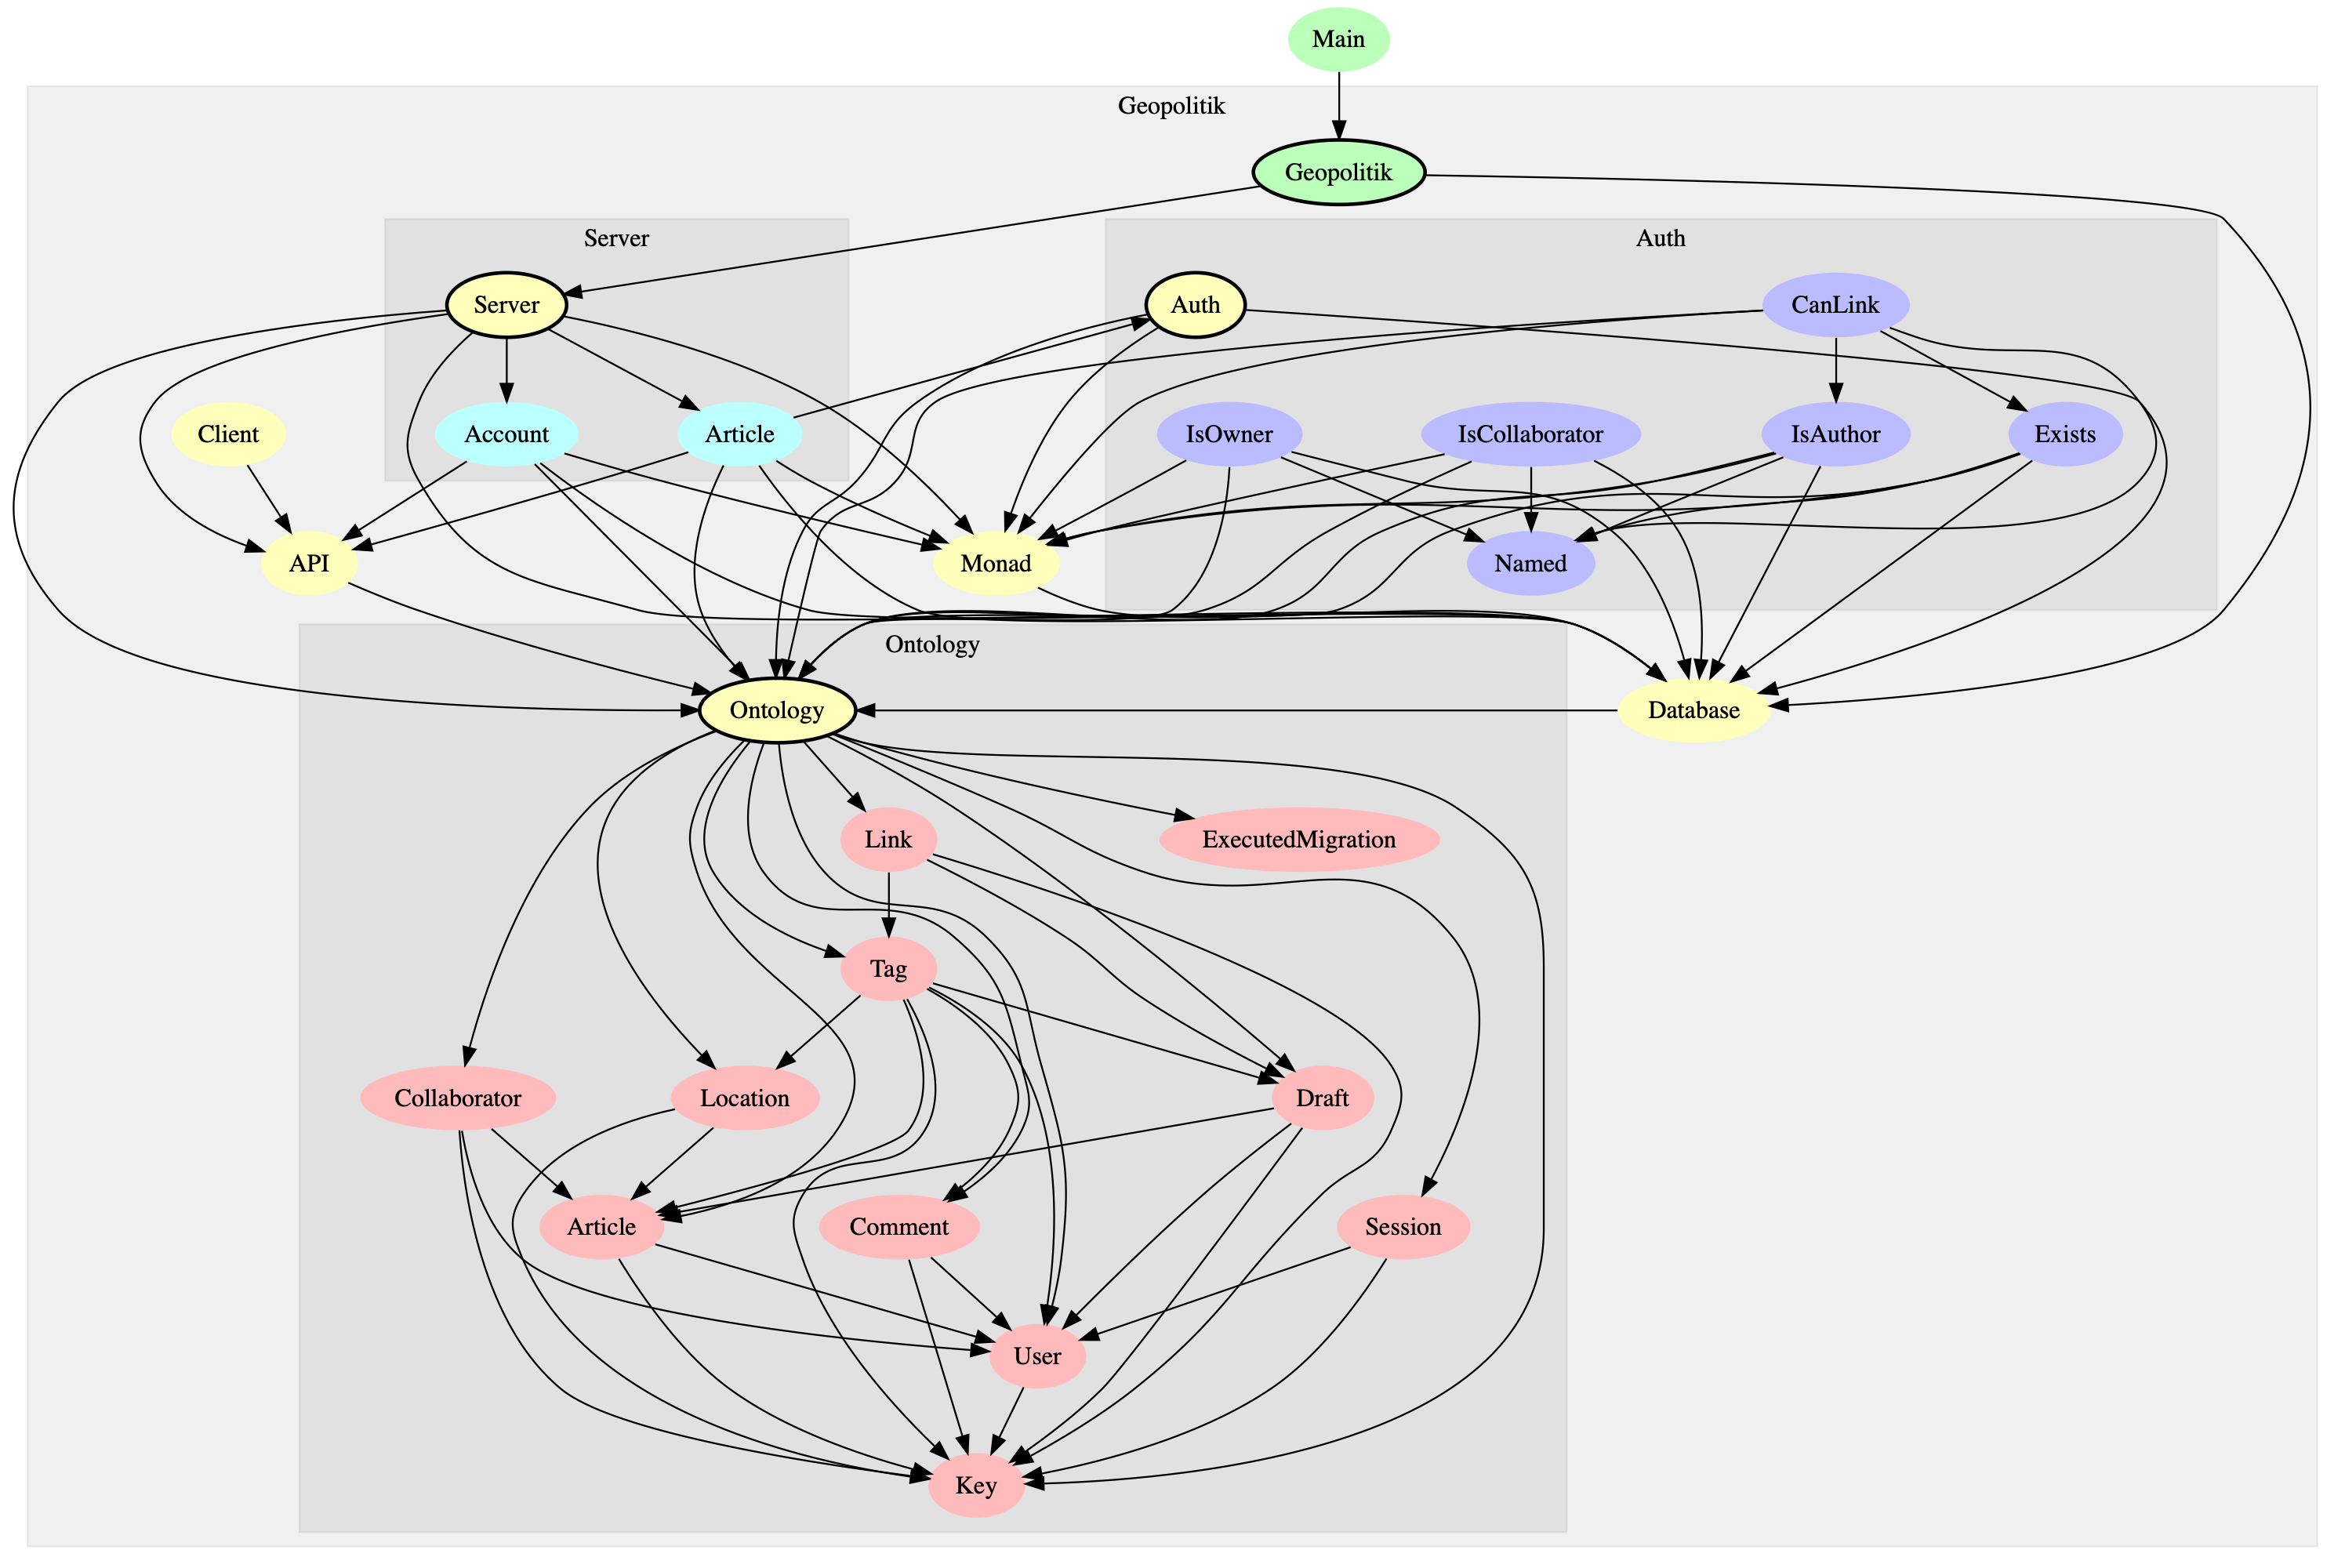 Main
Geopolitik
Geopolitik
Server
Auth
Server
Auth
CanLink
Client
Account
Article
IsOwner
IsCollaborator
IsAuthor
Exists
API
Monad
Named
Ontology
Ontology
Database
Link
ExecutedMigration
Tag
Collaborator
Location
Draft
Article
Comment
Session
User
Key